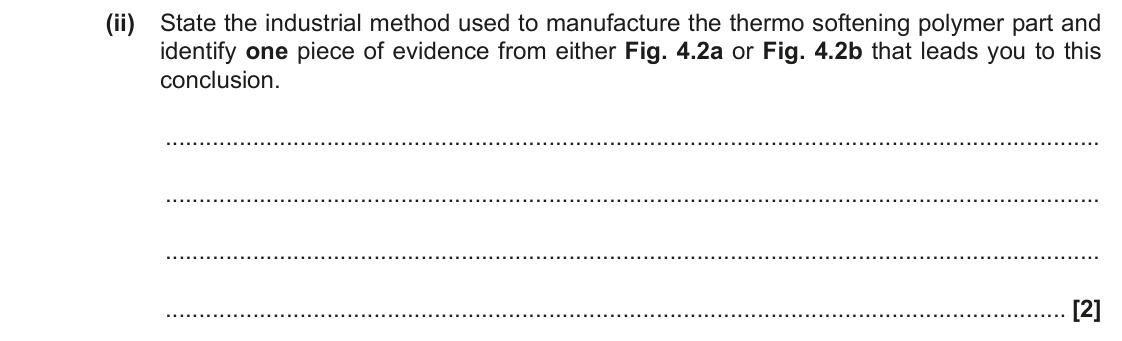 (ii) State the industrial method used to manufacture the thermo softening polymer part and
identify one piece of evidence from either Fig. 4.2a or Fig. 4.2b that leads you to this
conclusion.
[2]